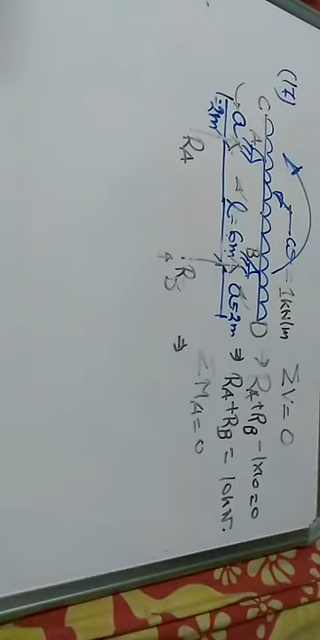 (17)
1kN/m
C A B D
a=2m l=6m a=2m
RA RB
ΣV=0
⇒ RA+RB-1×10=0
⇒ RA+RB=10kN.
⇒ ΣMA=0